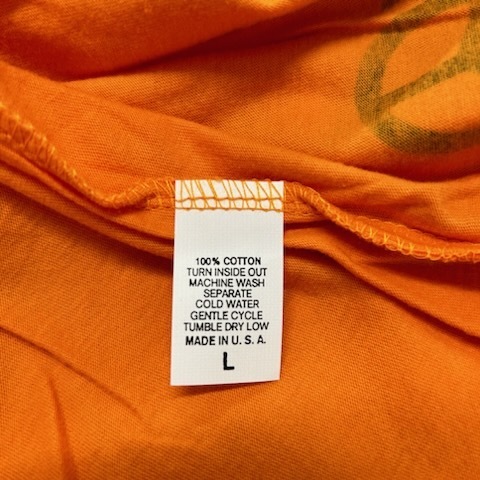 100% COTTON
TURN INSIDE OUT
MACHINE WASH
SEPARATE
COLD WATER
GENTLE CYCLE
TUMBLE DRY LOW
MADE IN U. S. A.
L